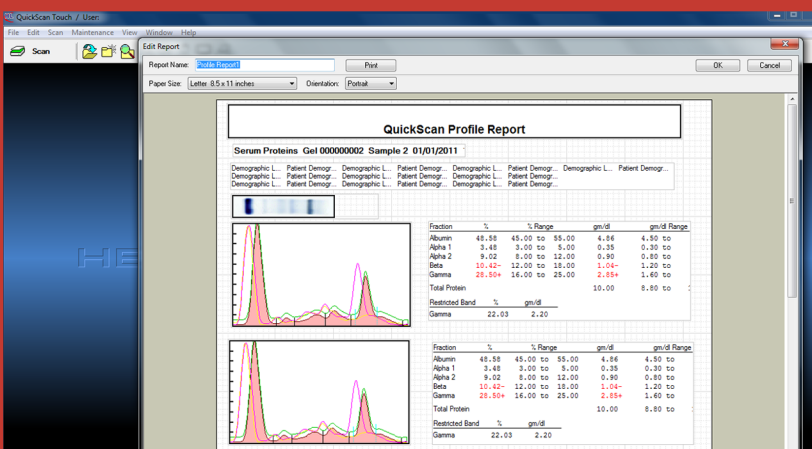 QuickScan Touch / User:
File Edit Scan Maintenance View Window Help
Scan
Edit Report
Report Name: Profile Report1 Print OK Cancel
Paper Size: Letter 8.5 x 11 inches Orientation: Portrait
QuickScan Profile Report
Serum Proteins Gel 000000002 Sample 2 01/01/2011
Demographic L... Patient Demogr... Demographic L... Patient Demogr... Demographic L... Patient Demogr... Demographic L... Patient Demogr...
Demographic L... Patient Demogr... Demographic L... Patient Demogr... Demographic L... Patient Demogr...
Demographic L... Patient Demogr... Demographic L... Patient Demogr... Demographic L... Patient Demogr...
HE
Fraction % % Range gm/dl gm/dl Range
Albumin 48.58 45.00 to 55.00 4.86 4.50 to
Alpha 1 3.48 3.00 to 5.00 0.35 0.30 to
Alpha 2 9.02 8.00 to 12.00 0.90 0.80 to
Beta 10.42- 12.00 to 18.00 1.04- 1.20 to
Gamma 28.50+ 16.00 to 25.00 2.85+ 1.60 to
Total Protein 10.00 8.80 to
Restricted Band % gm/dl
Gamma 22.03 2.20
Fraction % % Range gm/dl gm/dl Range
Albumin 48.58 45.00 to 55.00 4.86 4.50 to
Alpha 1 3.48 3.00 to 5.00 0.35 0.30 to
Alpha 2 9.02 8.00 to 12.00 0.90 0.80 to
Beta 10.42- 12.00 to 18.00 1.04- 1.20 to
Gamma 28.50+ 16.00 to 25.00 2.85+ 1.60 to
Total Protein 10.00 8.80 to
Restricted Band % gm/dl
Gamma 22.03 2.20